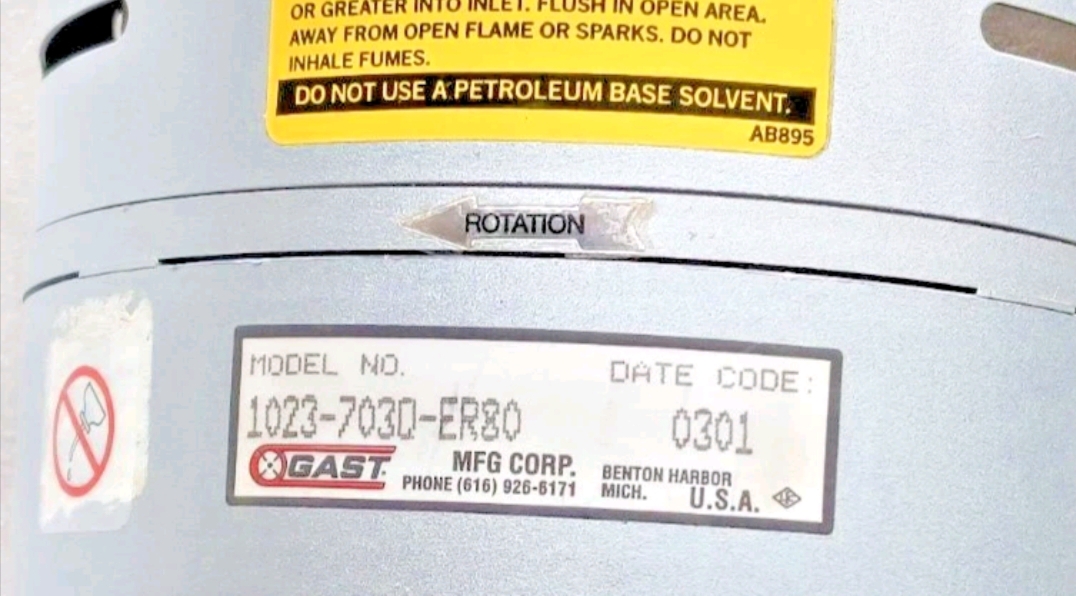 OR GREATER INTO INLET. FLUSH IN OPEN AREA.
AWAY FROM OPEN FLAME OR SPARKS. DO NOT
INHALE FUMES.
DO NOT USE A PETROLEUM BASE SOLVENT.
AB895
ROTATION
MODEL NO. DATE CODE:
1023-703Q-ER80 0301
GAST MFG CORP. BENTON HARBOR
PHONE (616) 926-6171 MICH. U.S.A.